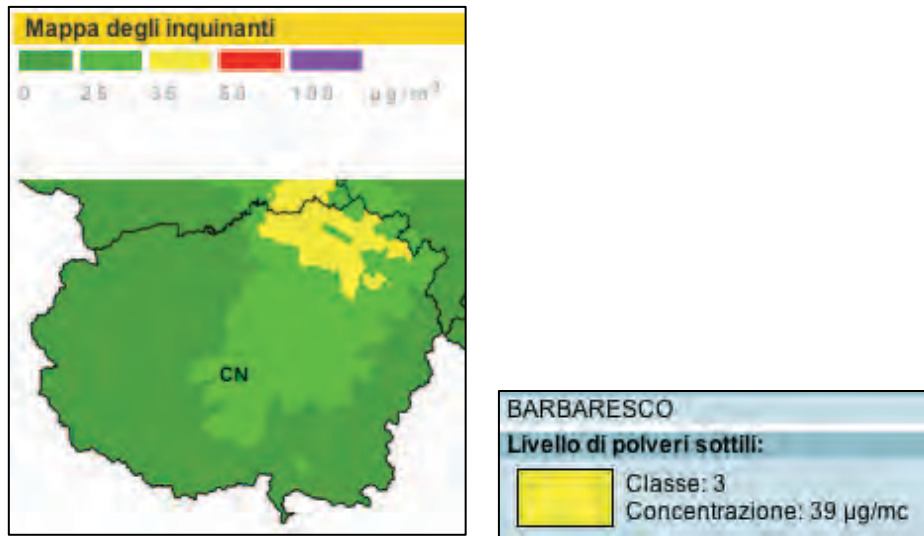 Mappa degli inquinanti
0 25 35 50 100 µg/m³
CN
BARBARESCO
Livello di polveri sottili:
Classe: 3
Concentrazione: 39 µg/mc